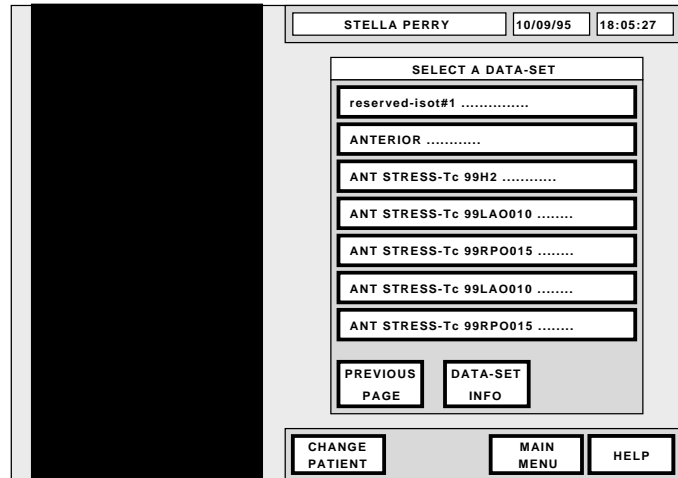 STELLA PERRY 10/09/95 18:05:27
SELECT A DATA-SET
reserved-isot#1 ...............
ANTERIOR ............
ANT STRESS-Tc 99H2 ............
ANT STRESS-Tc 99LAO010 ........
ANT STRESS-Tc 99RPO015 ........
ANT STRESS-Tc 99LAO010 ........
ANT STRESS-Tc 99RPO015 ........
PREVIOUS
PAGE
DATA-SET
INFO
CHANGE
PATIENT
MAIN
MENU
HELP